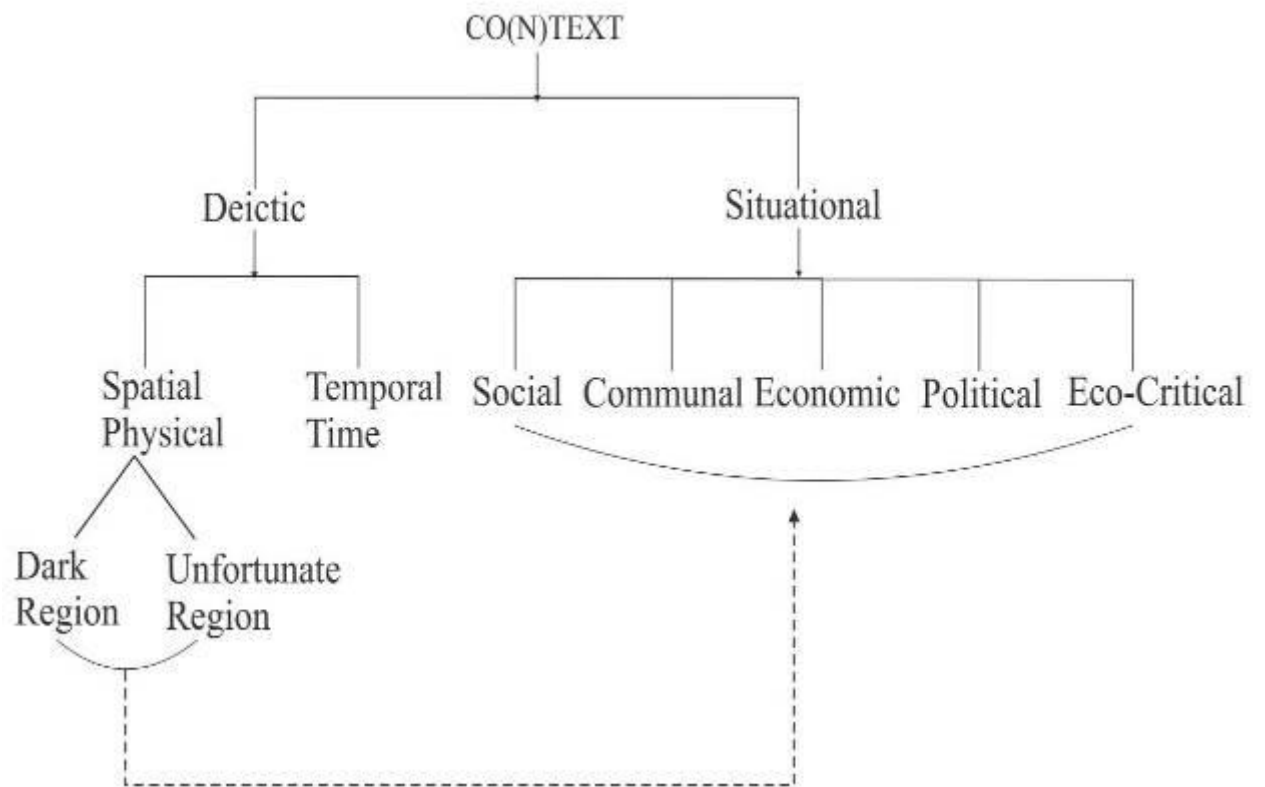 CO(N)TEXT
Deictic
Situational
Spatial
Physical
Temporal
Time
Social
Communal
Economic
Political
Eco-Critical
Dark
Region
Unfortunate
Region